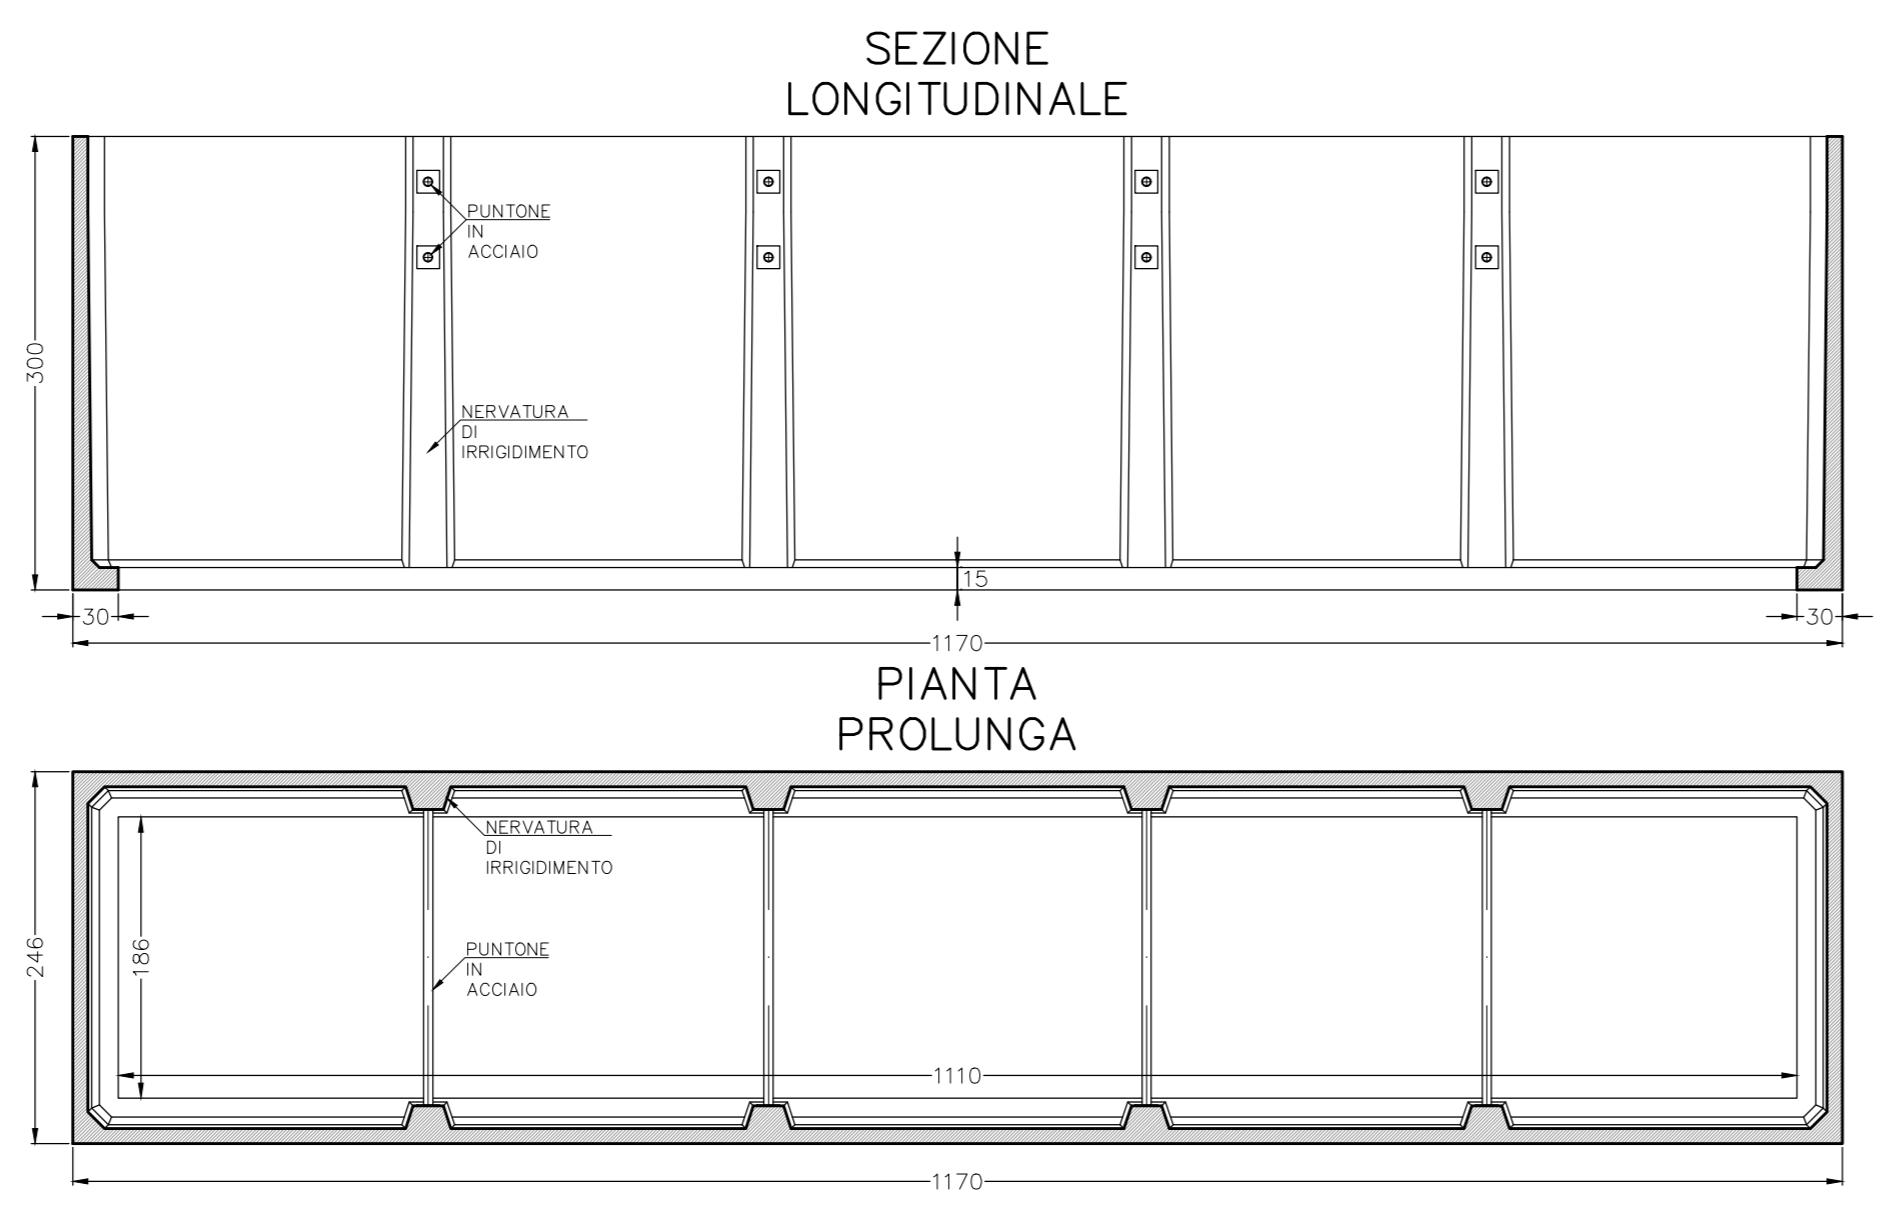 SEZIONE
LONGITUDINALE
PUNTONE
IN
ACCIAIO
300
NERVATURA
DI
IRRIGIDIMENTO
15
30
30
1170
PIANTA
PROLUNGA
NERVATURA
DI
IRRIGIDIMENTO
246
186
PUNTONE
IN
ACCIAIO
1110
1170